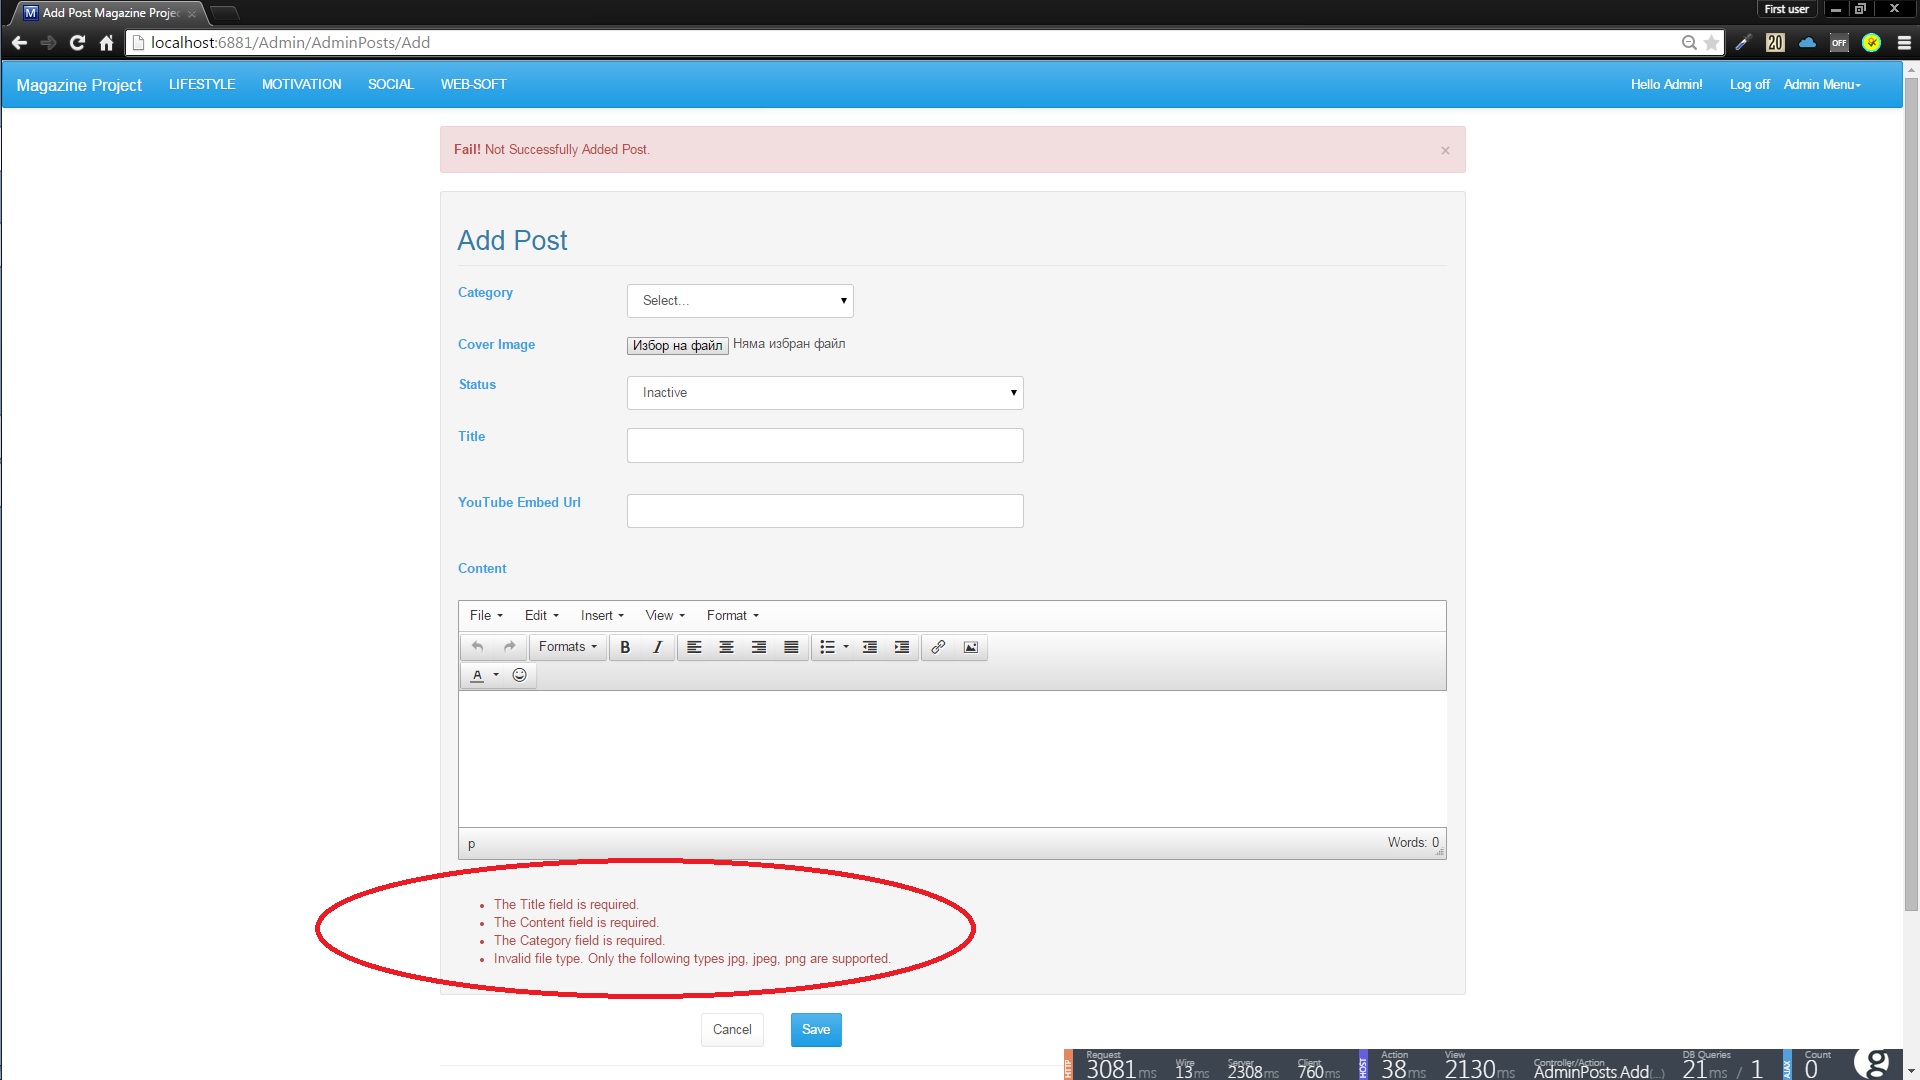 Add Post Magazine Projec
First user
localhost:6881/Admin/AdminPosts/Add
20
OFF
Magazine Project LIFESTYLE MOTIVATION SOCIAL WEB-SOFT Hello Admin! Log off Admin Menu
Fail! Not Successfully Added Post. ×
Add Post
Category Select...
Cover Image Избор на файл Няма избран файл
Status Inactive
Title
YouTube Embed Url
Content
File Edit Insert View Format
Formats B I
A
p Words: 0
• The Title field is required.
• The Content field is required.
• The Category field is required.
• Invalid file type. Only the following types jpg, jpeg, png are supported.
Cancel Save
HTTP Request 3081 ms Wire 13 ms Server 2308 ms Client 760 ms HOST Action 38 ms View 2130 ms Controller/Action AdminPosts.Add(...) DB Queries 21 ms / 1 AJAX Count 0 g